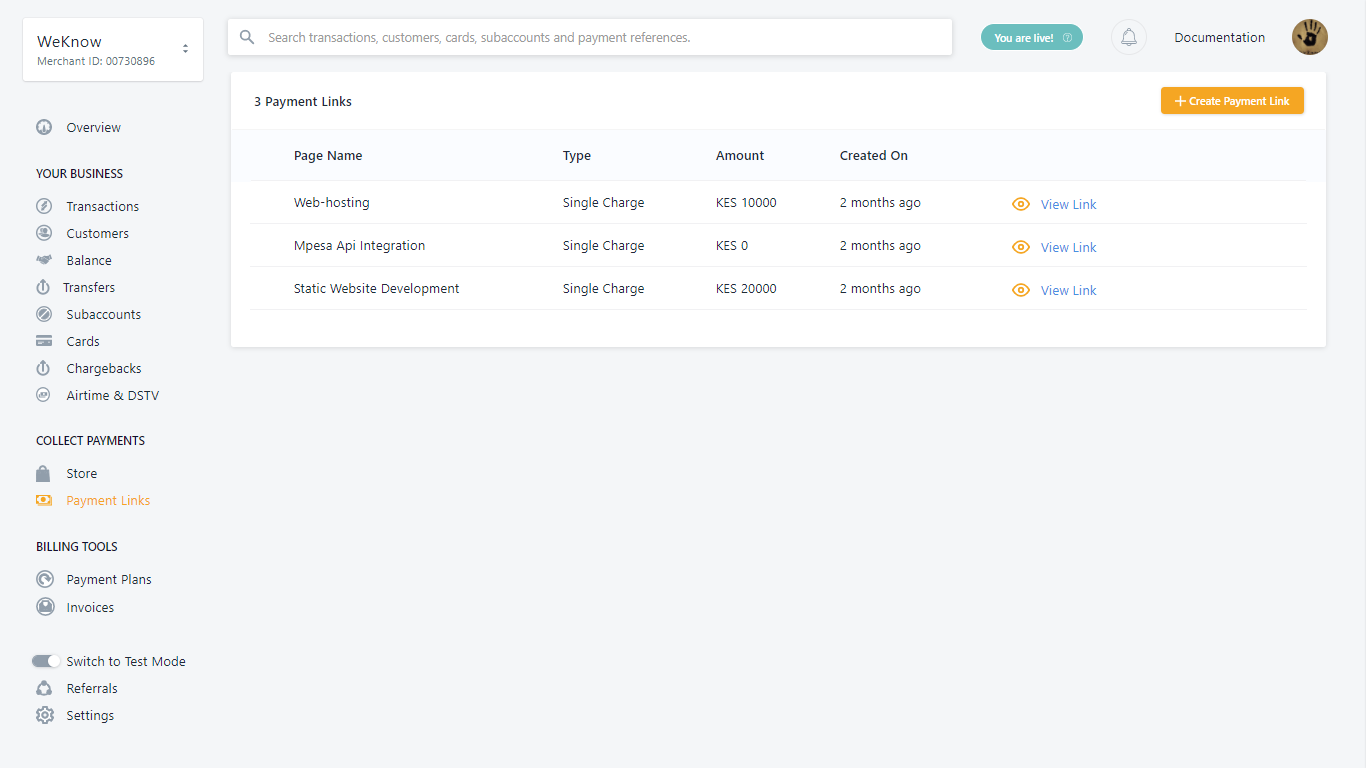 WeKnow
Merchant ID: 00730896
Search transactions, customers, cards, subaccounts and payment references.
You are live!
Documentation
Overview
YOUR BUSINESS
Transactions
Customers
Balance
Transfers
Subaccounts
Cards
Chargebacks
Airtime & DSTV
COLLECT PAYMENTS
Store
Payment Links
BILLING TOOLS
Payment Plans
Invoices
Switch to Test Mode
Referrals
Settings
3 Payment Links
Create Payment Link
Page Name Type Amount Created On
Web-hosting Single Charge KES 10000 2 months ago View Link
Mpesa Api Integration Single Charge KES 0 2 months ago View Link
Static Website Development Single Charge KES 20000 2 months ago View Link